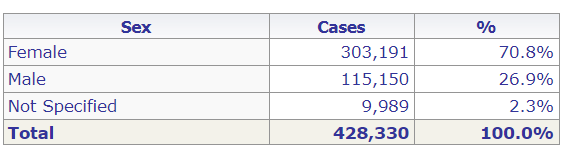 Sex Cases %
Female 303,191 70.8%
Male 115,150 26.9%
Not Specified 9,989 2.3%
Total 428,330 100.0%